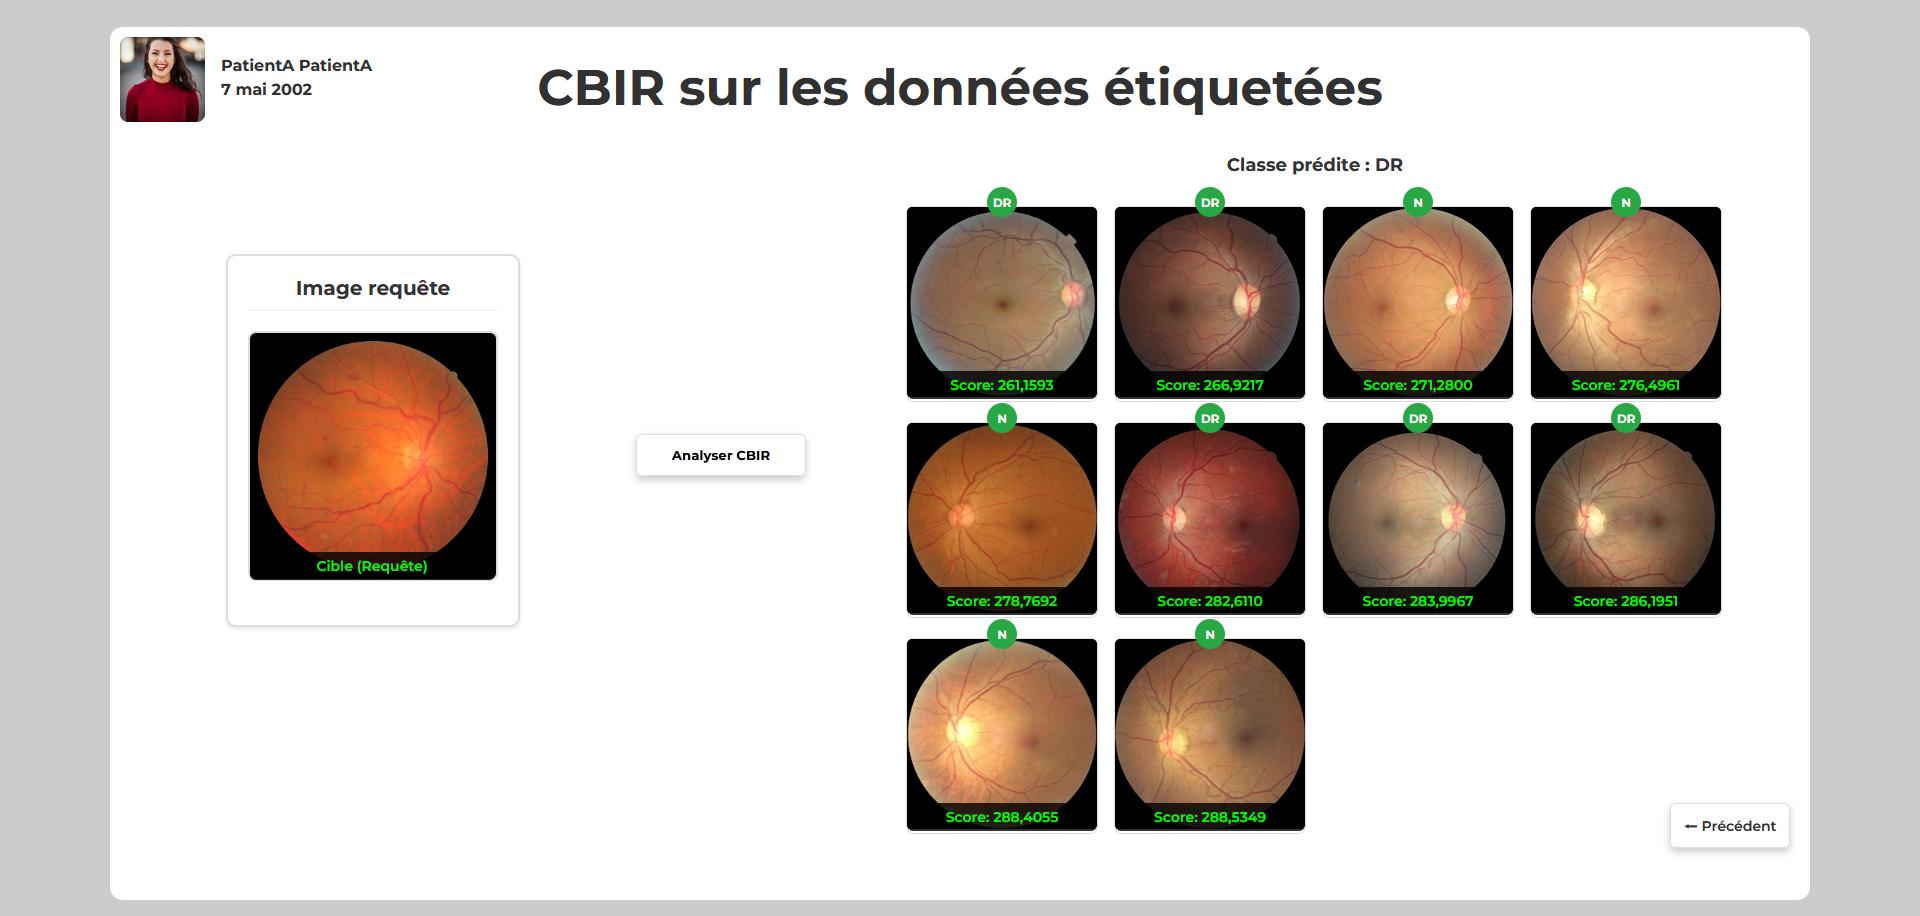 PatientA PatientA
7 mai 2002
CBIR sur les données étiquetées
Image requête
Cible (Requête)
Analyser CBIR
Classe prédite : DR
DR
DR
N
N
Score: 261,1593
Score: 266,9217
Score: 271,2800
Score: 276,4961
N
DR
DR
DR
Score: 278,7692
Score: 282,6110
Score: 283,9967
Score: 286,1951
N
N
Score: 288,4055
Score: 288,5349
← Précédent